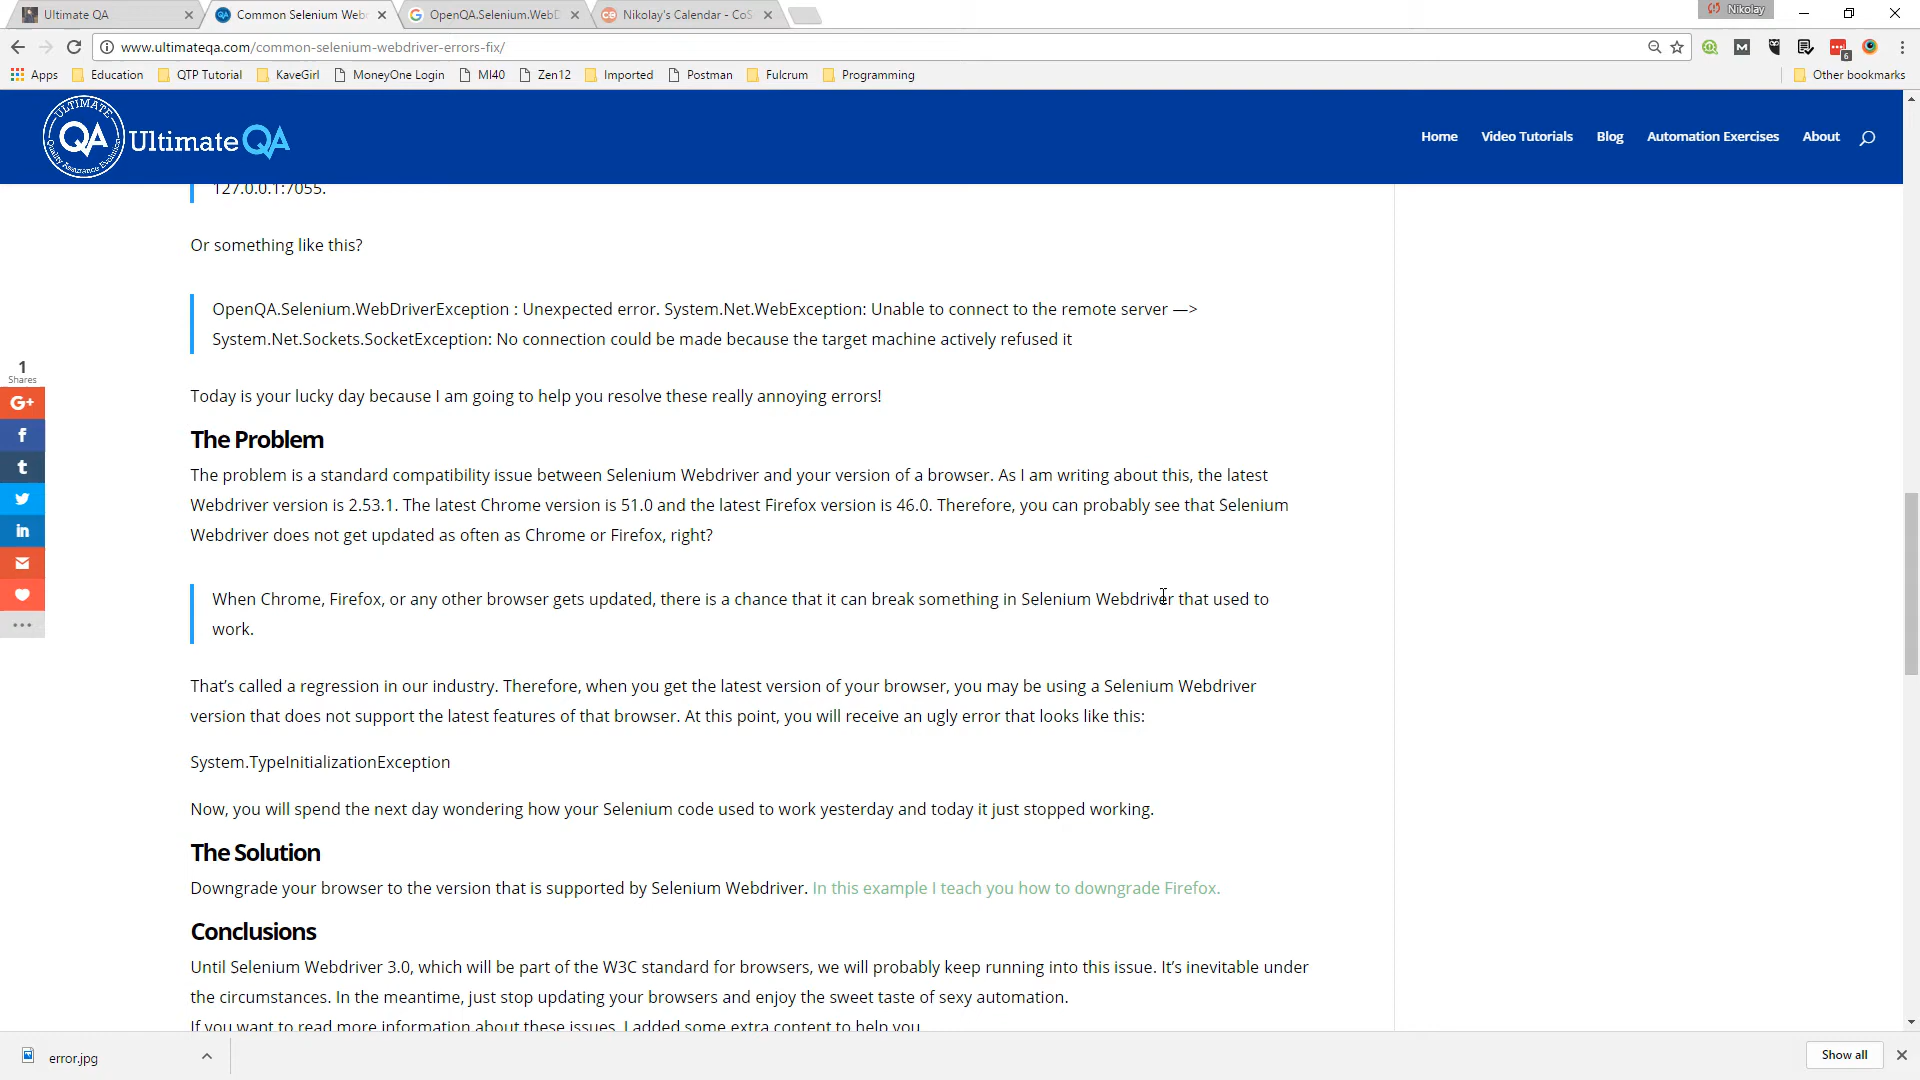 Ultimate QA
Common Selenium Web
OpenQA.Selenium.WebD
Nikolay's Calendar - CoS
Nikolay
www.ultimateqa.com/common-selenium-webdriver-errors-fix/
6
Apps
Education
QTP Tutorial
KaveGirl
MoneyOne Login
MI40
Zen12
Imported
Postman
Fulcrum
Programming
Other bookmarks
ULTIMATE
QA
Quality Assurance Evolution
UltimateQA
Home
Video Tutorials
Blog
Automation Exercises
About
127.0.0.1:7055.
Or something like this?
OpenQA.Selenium.WebDriverException : Unexpected error. System.Net.WebException: Unable to connect to the remote server —>
System.Net.Sockets.SocketException: No connection could be made because the target machine actively refused it
1
Shares
G+
f
t
in
Today is your lucky day because I am going to help you resolve these really annoying errors!
The Problem
The problem is a standard compatibility issue between Selenium Webdriver and your version of a browser. As I am writing about this, the latest
Webdriver version is 2.53.1. The latest Chrome version is 51.0 and the latest Firefox version is 46.0. Therefore, you can probably see that Selenium
Webdriver does not get updated as often as Chrome or Firefox, right?
When Chrome, Firefox, or any other browser gets updated, there is a chance that it can break something in Selenium Webdriver that used to
work.
That's called a regression in our industry. Therefore, when you get the latest version of your browser, you may be using a Selenium Webdriver
version that does not support the latest features of that browser. At this point, you will receive an ugly error that looks like this:
System.TypeInitializationException
Now, you will spend the next day wondering how your Selenium code used to work yesterday and today it just stopped working.
The Solution
Downgrade your browser to the version that is supported by Selenium Webdriver. In this example I teach you how to downgrade Firefox.
Conclusions
Until Selenium Webdriver 3.0, which will be part of the W3C standard for browsers, we will probably keep running into this issue. It's inevitable under
the circumstances. In the meantime, just stop updating your browsers and enjoy the sweet taste of sexy automation.
If you want to read more information about these issues, I added some extra content to help you
error.jpg
Show all